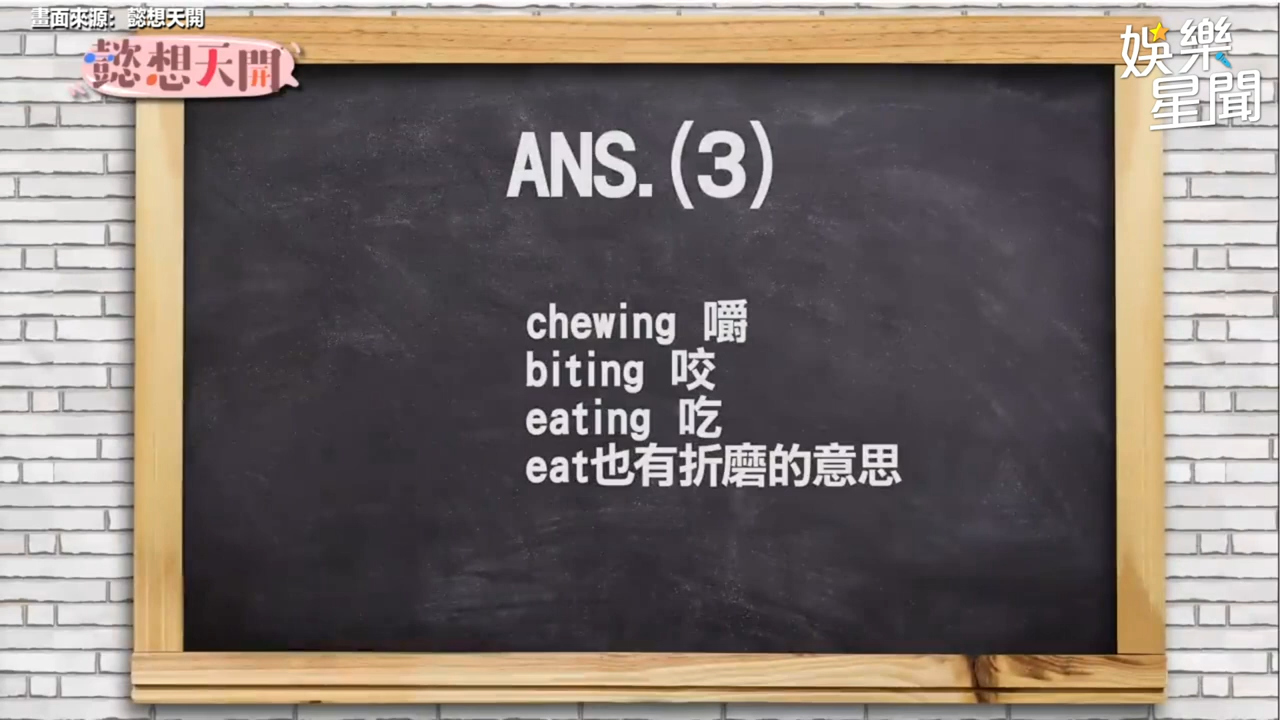 畫面來源: 懿想天開
懿想天開
娛樂
星聞
ANS.(3)
chewing 嚼
biting 咬
eating 吃
eat也有折磨的意思